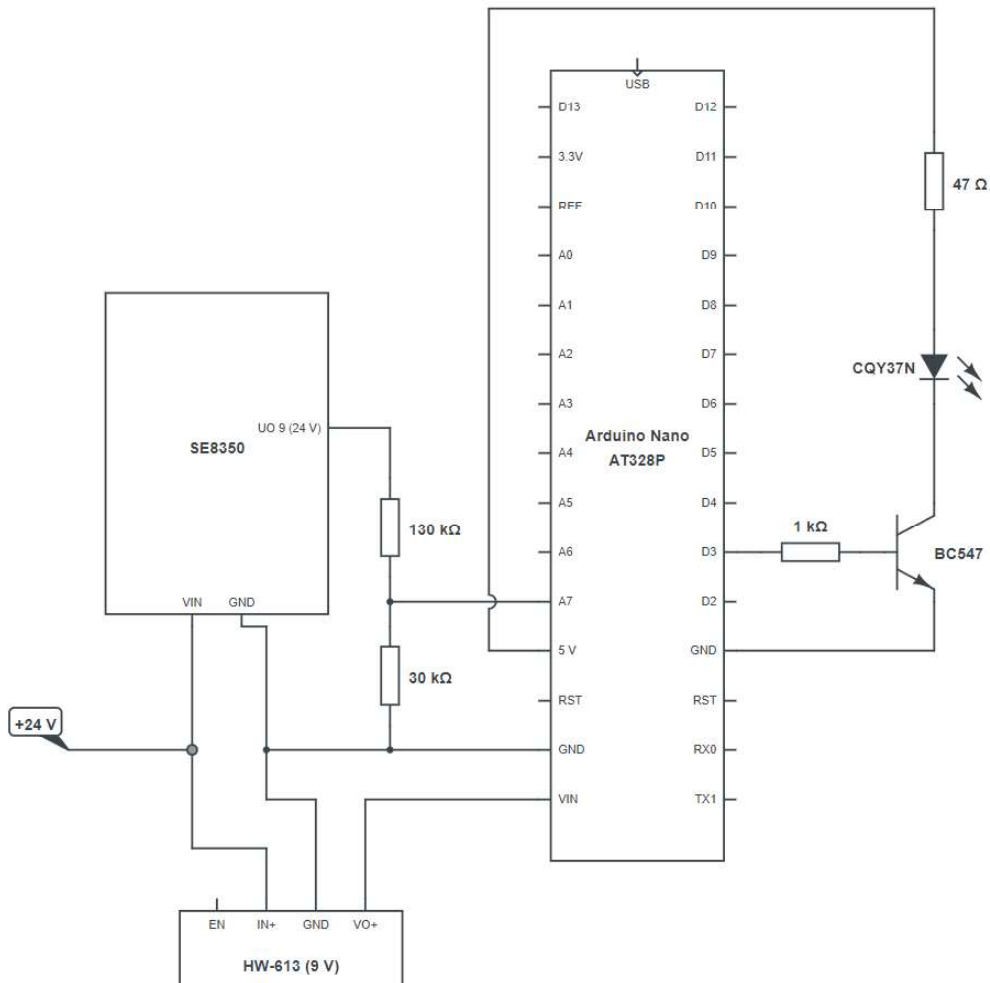 USB
D13
D12
3.3V
D11
47 Ω
REF
D10
A0
D9
A1
D8
A2
D7
CQY37N
A3
D6
UO 9 (24 V)
SE8350
Arduino Nano
AT328P
A4
D5
A5
D4
130 kΩ
1 kΩ
A6
D3
BC547
VIN
GND
A7
D2
5 V
GND
30 kΩ
RST
RST
+24 V
GND
RX0
VIN
TX1
EN
IN+
GND
VO+
HW-613 (9 V)